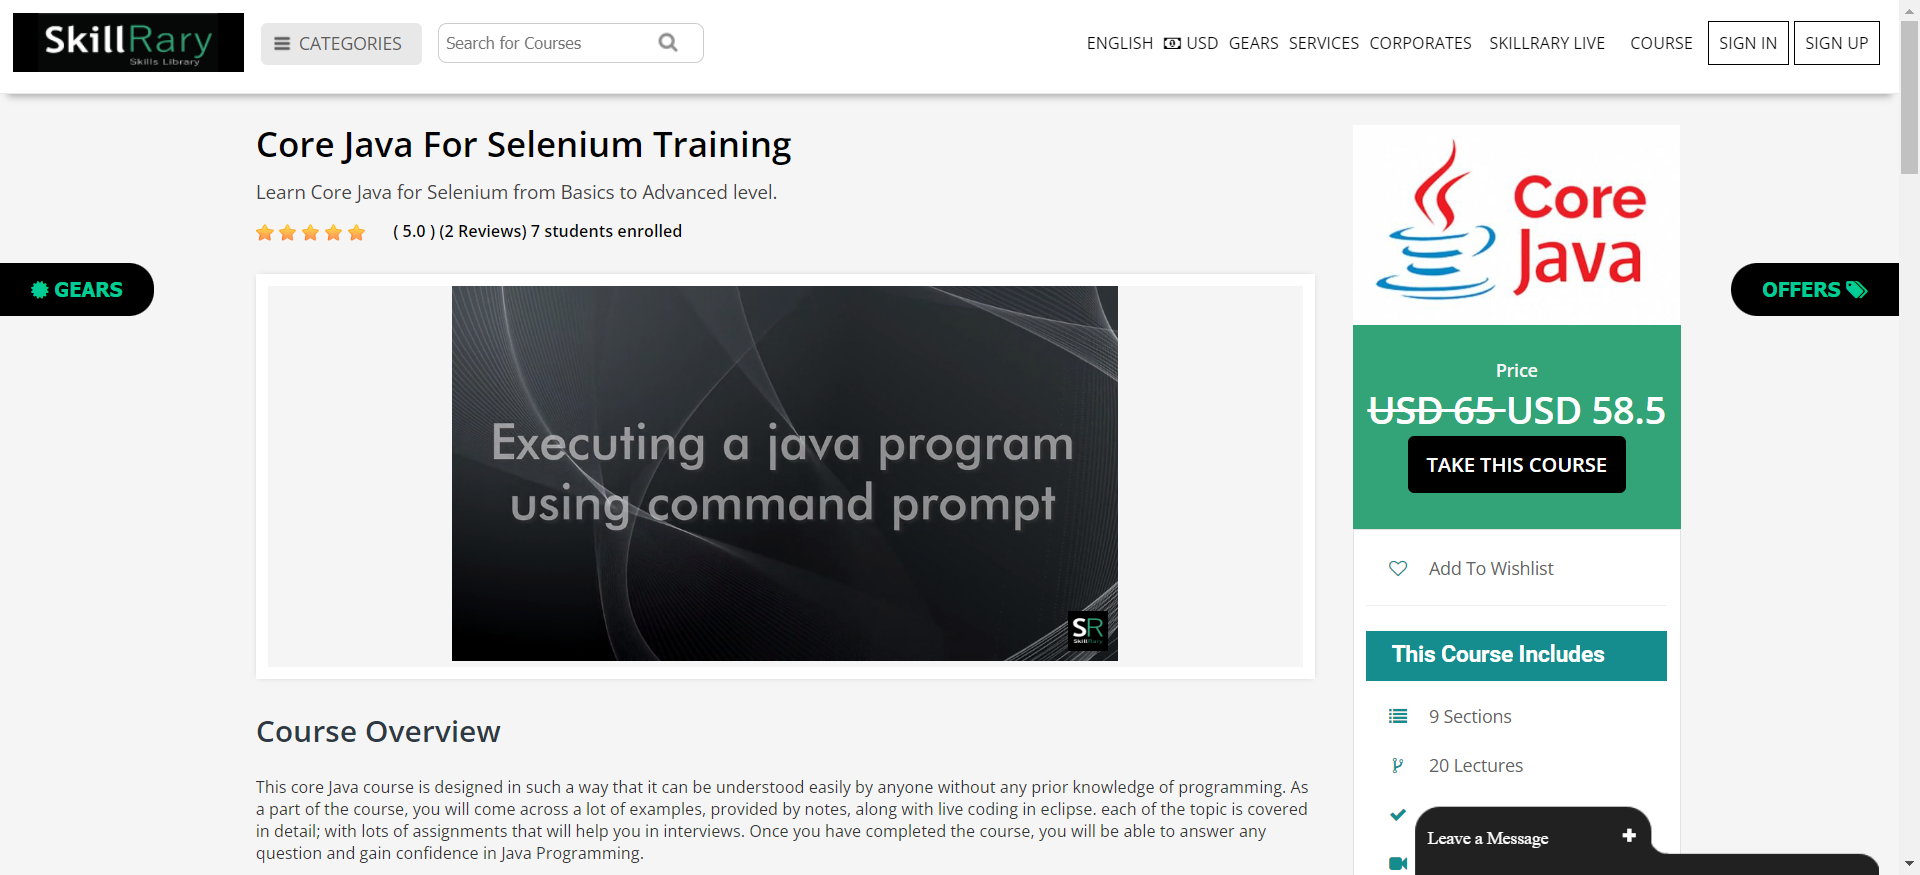 SkillRary
Skills Library
CATEGORIES
Search for Courses
ENGLISH USD GEARS SERVICES CORPORATES SKILLRARY LIVE COURSE SIGN IN SIGN UP
Core Java For Selenium Training
Learn Core Java for Selenium from Basics to Advanced level.
( 5.0 ) (2 Reviews) 7 students enrolled
GEARS
OFFERS
Executing a java program
using command prompt
SR
SkillRary
Core
Java
Price
USD 65 USD 58.5
TAKE THIS COURSE
Add To Wishlist
This Course Includes
9 Sections
20 Lectures
Course Overview
This core Java course is designed in such a way that it can be understood easily by anyone without any prior knowledge of programming. As
a part of the course, you will come across a lot of examples, provided by notes, along with live coding in eclipse. each of the topic is covered
in detail; with lots of assignments that will help you in interviews. Once you have completed the course, you will be able to answer any
question and gain confidence in Java Programming.
Leave a Message